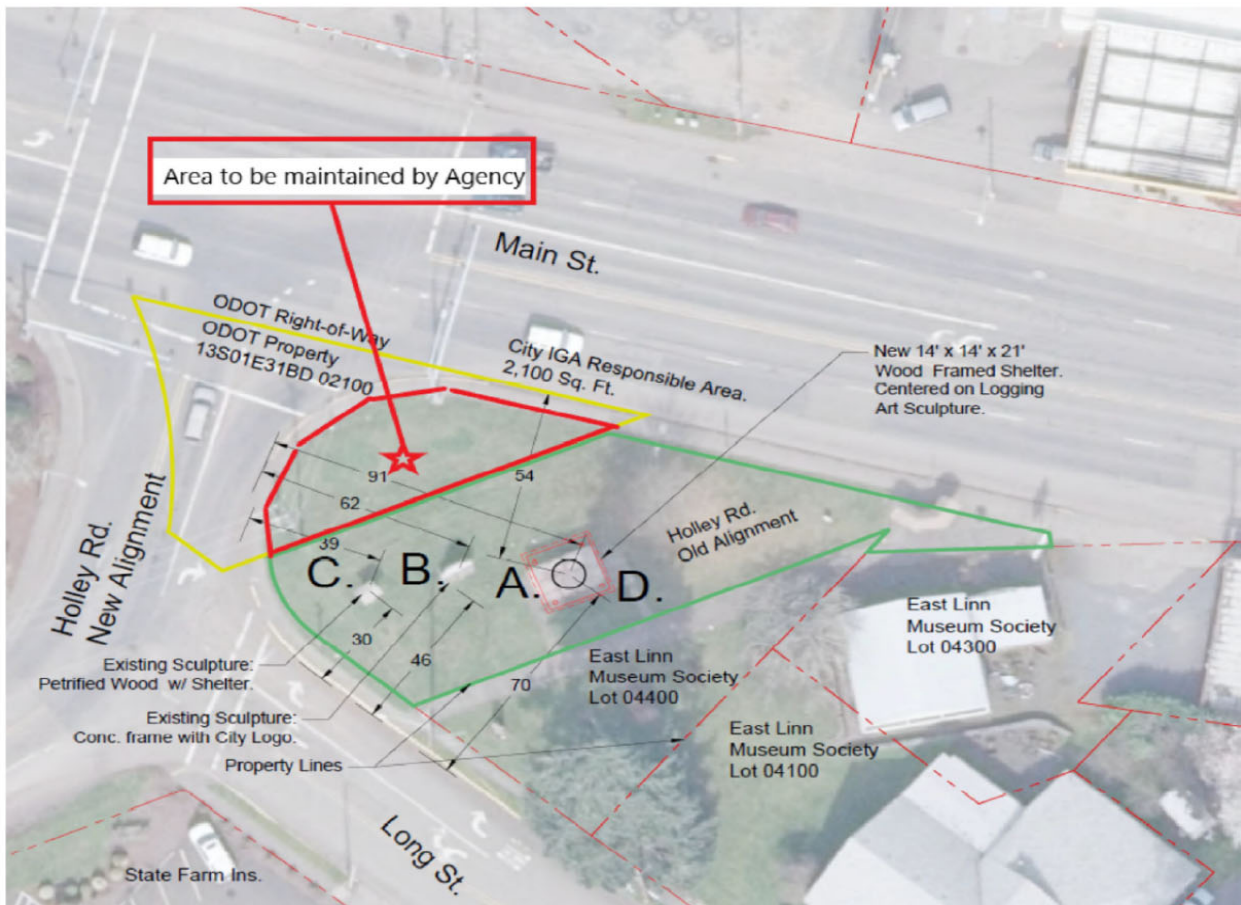 Area to be maintained by Agency
Main St.
ODOT Right-of-Way
ODOT Property
13S01E31BD 02100
City IGA Responsible Area.
2,100 Sq. Ft.
New 14' x 14' x 21'
Wood Framed Shelter.
Centered on Logging
Art Sculpture.
91
54
62
39
Holley Rd.
Old Alignment
Holley Rd.
New Alignment
C.
B.
A.
D.
30
46
70
Existing Sculpture:
Petrified Wood w/ Shelter.
Existing Sculpture:
Conc. frame with City Logo.
Property Lines
East Linn
Museum Society
Lot 04400
East Linn
Museum Society
Lot 04300
East Linn
Museum Society
Lot 04100
Long St.
State Farm Ins.